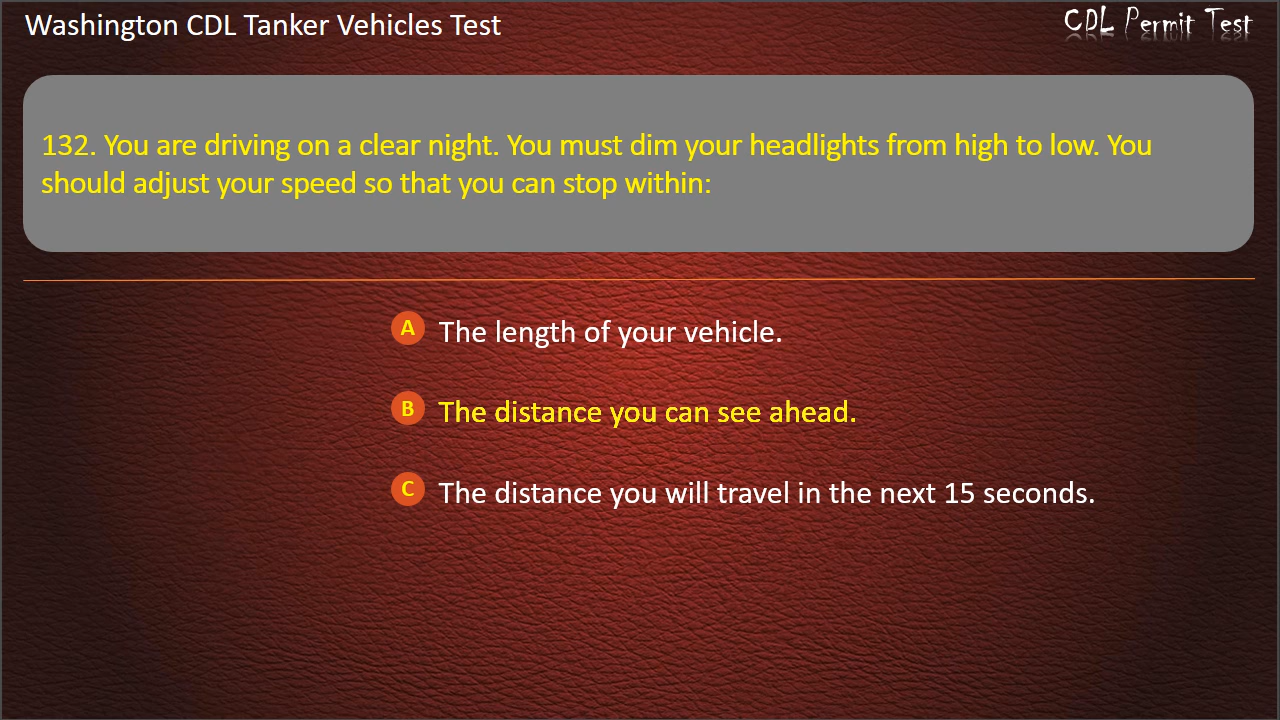 Washington CDL Tanker Vehicles Test
CDL Permit Test
132. You are driving on a clear night. You must dim your headlights from high to low. You
should adjust your speed so that you can stop within:
A The length of your vehicle.
B The distance you can see ahead.
C The distance you will travel in the next 15 seconds.